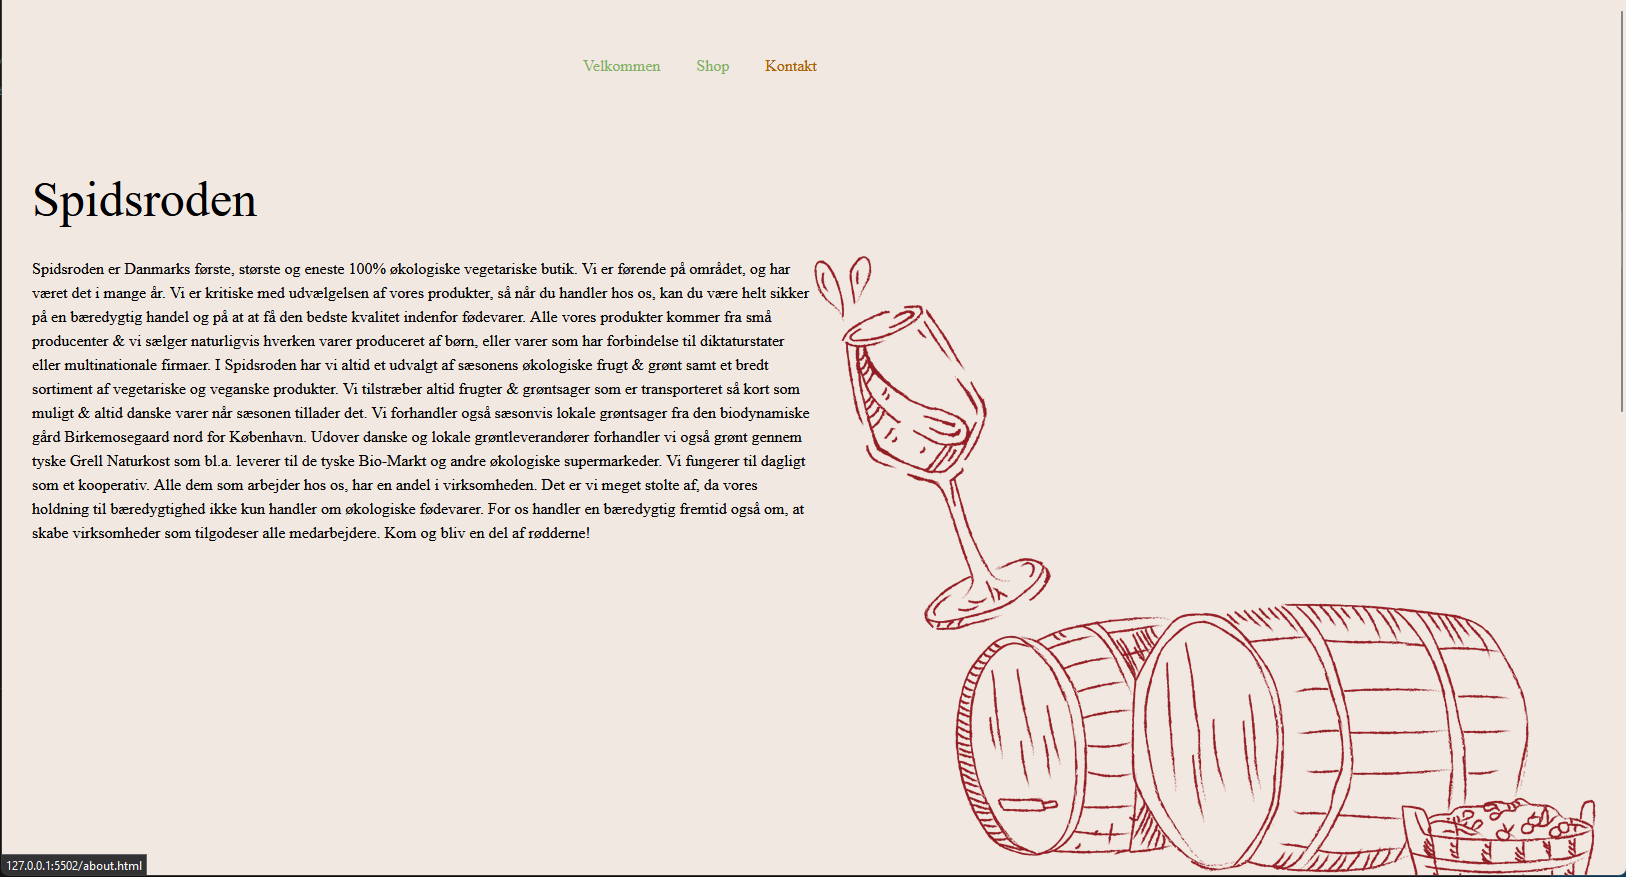 Velkommen Shop Kontakt
Spidsroden
Spidsroden er Danmarks første, største og eneste 100% økologiske vegetariske butik. Vi er førende på området, og har
været det i mange år. Vi er kritiske med udvælgelsen af vores produkter, så når du handler hos os, kan du være helt sikker
på en bæredygtig handel og på at at få den bedste kvalitet indenfor fødevarer. Alle vores produkter kommer fra små
producenter & vi sælger naturligvis hverken varer produceret af børn, eller varer som har forbindelse til diktaturstater
eller multinationale firmaer. I Spidsroden har vi altid et udvalgt af sæsonens økologiske frugt & grønt samt et bredt
sortiment af vegetariske og veganske produkter. Vi tilstræber altid frugter & grøntsager som er transporteret så kort som
muligt & altid danske varer når sæsonen tillader det. Vi forhandler også sæsonvis lokale grøntsager fra den biodynamiske
gård Birkemosegaard nord for København. Udover danske og lokale grøntleverandører forhandler vi også grønt gennem
tyske Grell Naturkost som bl.a. leverer til de tyske Bio-Markt og andre økologiske supermarkeder. Vi fungerer til dagligt
som et kooperativ. Alle dem som arbejder hos os, har en andel i virksomheden. Det er vi meget stolte af, da vores
holdning til bæredygtighed ikke kun handler om økologiske fødevarer. For os handler en bæredygtig fremtid også om, at
skabe virksomheder som tilgodeser alle medarbejdere. Kom og bliv en del af rødderne!
127.0.0.1:5502/about.html